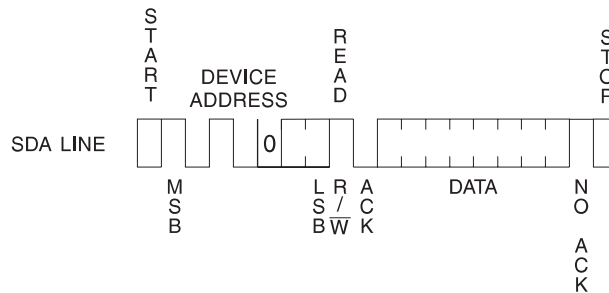 START
DEVICE
ADDRESS
READ
STOP
SDA LINE
0
MSB
LSB
R/W
ACK
DATA
NO ACK